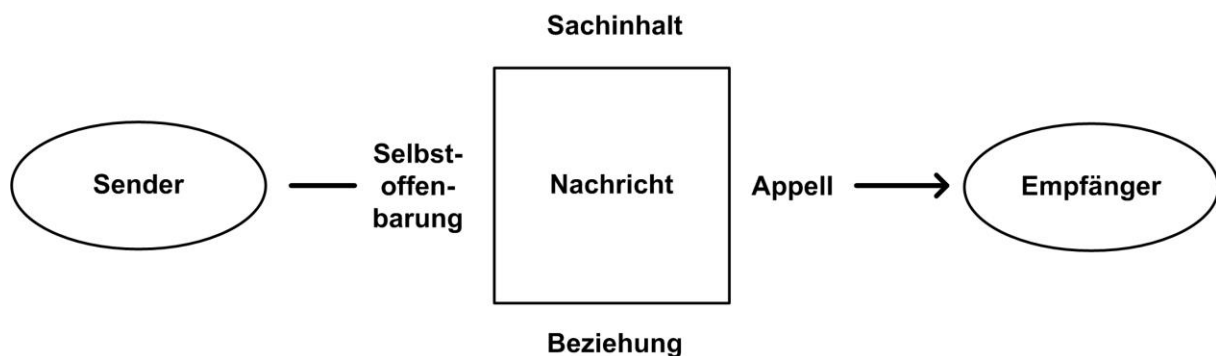 Sachinhalt
Sender
Selbst-
offen-
barung
Nachricht
Appell
Empfänger
Beziehung